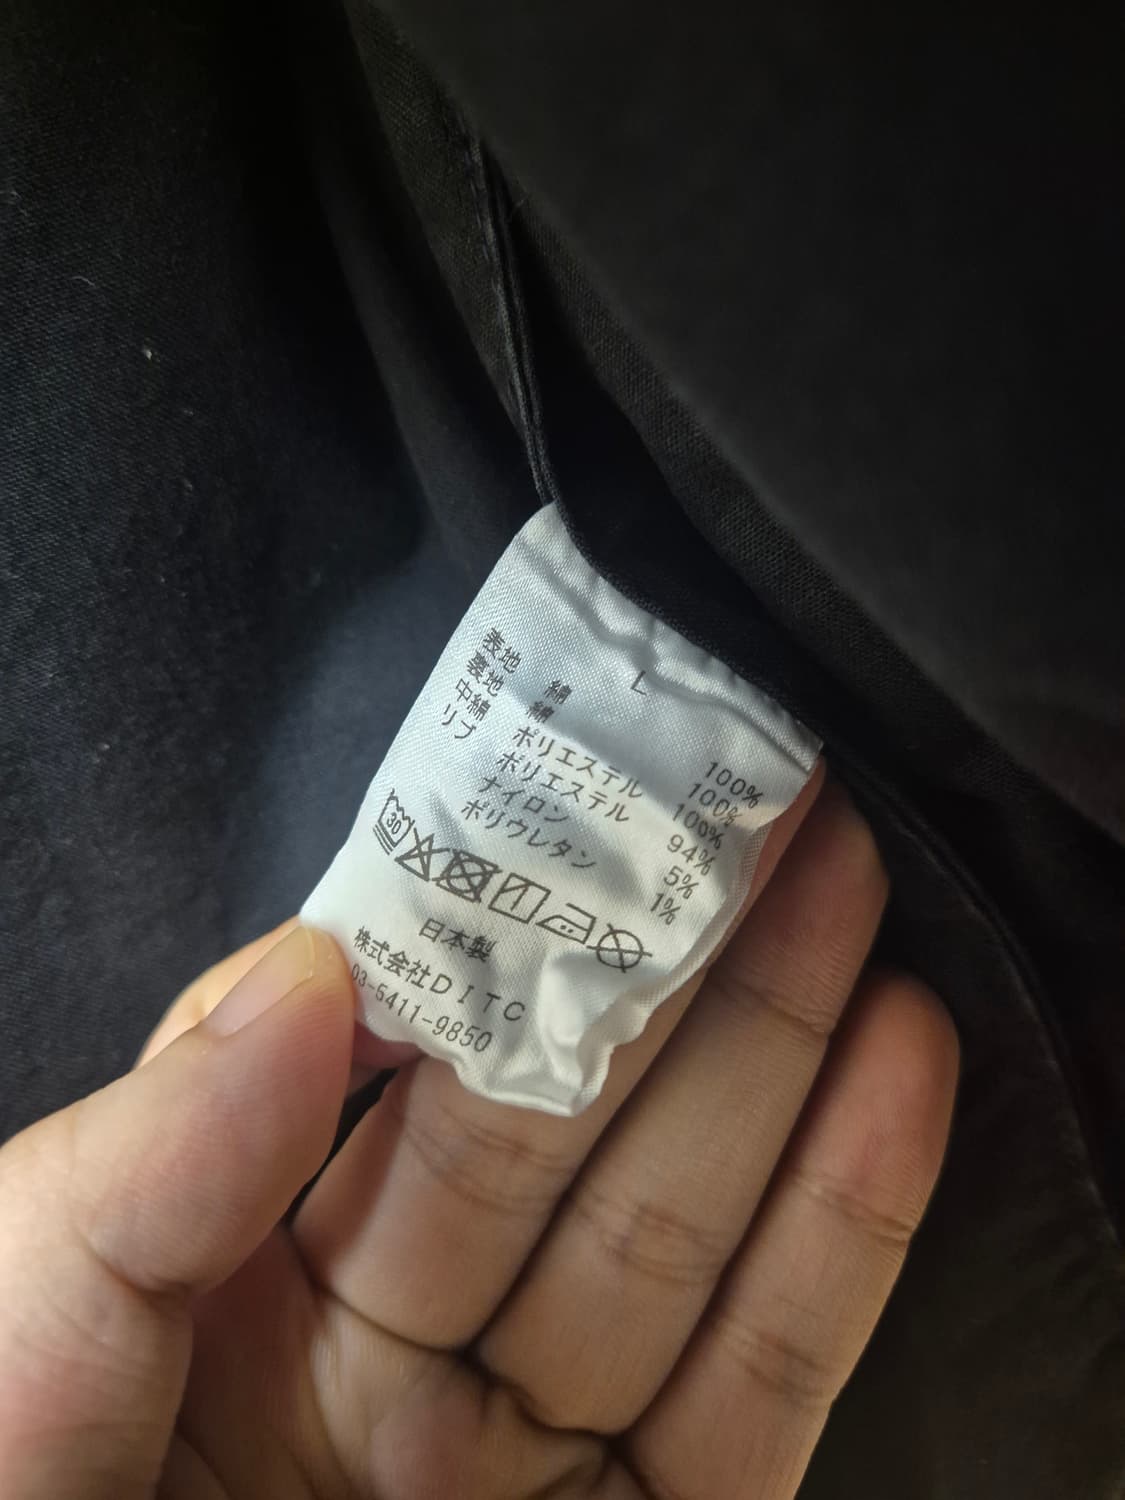 L
表地 綿 100%
裏地 綿 100%
中綿 ポリエステル 100%
リブ ポリエステル 94%
ナイロン 5%
ポリウレタン 1%
30
日本製
株式会社DITC
03-5411-9850